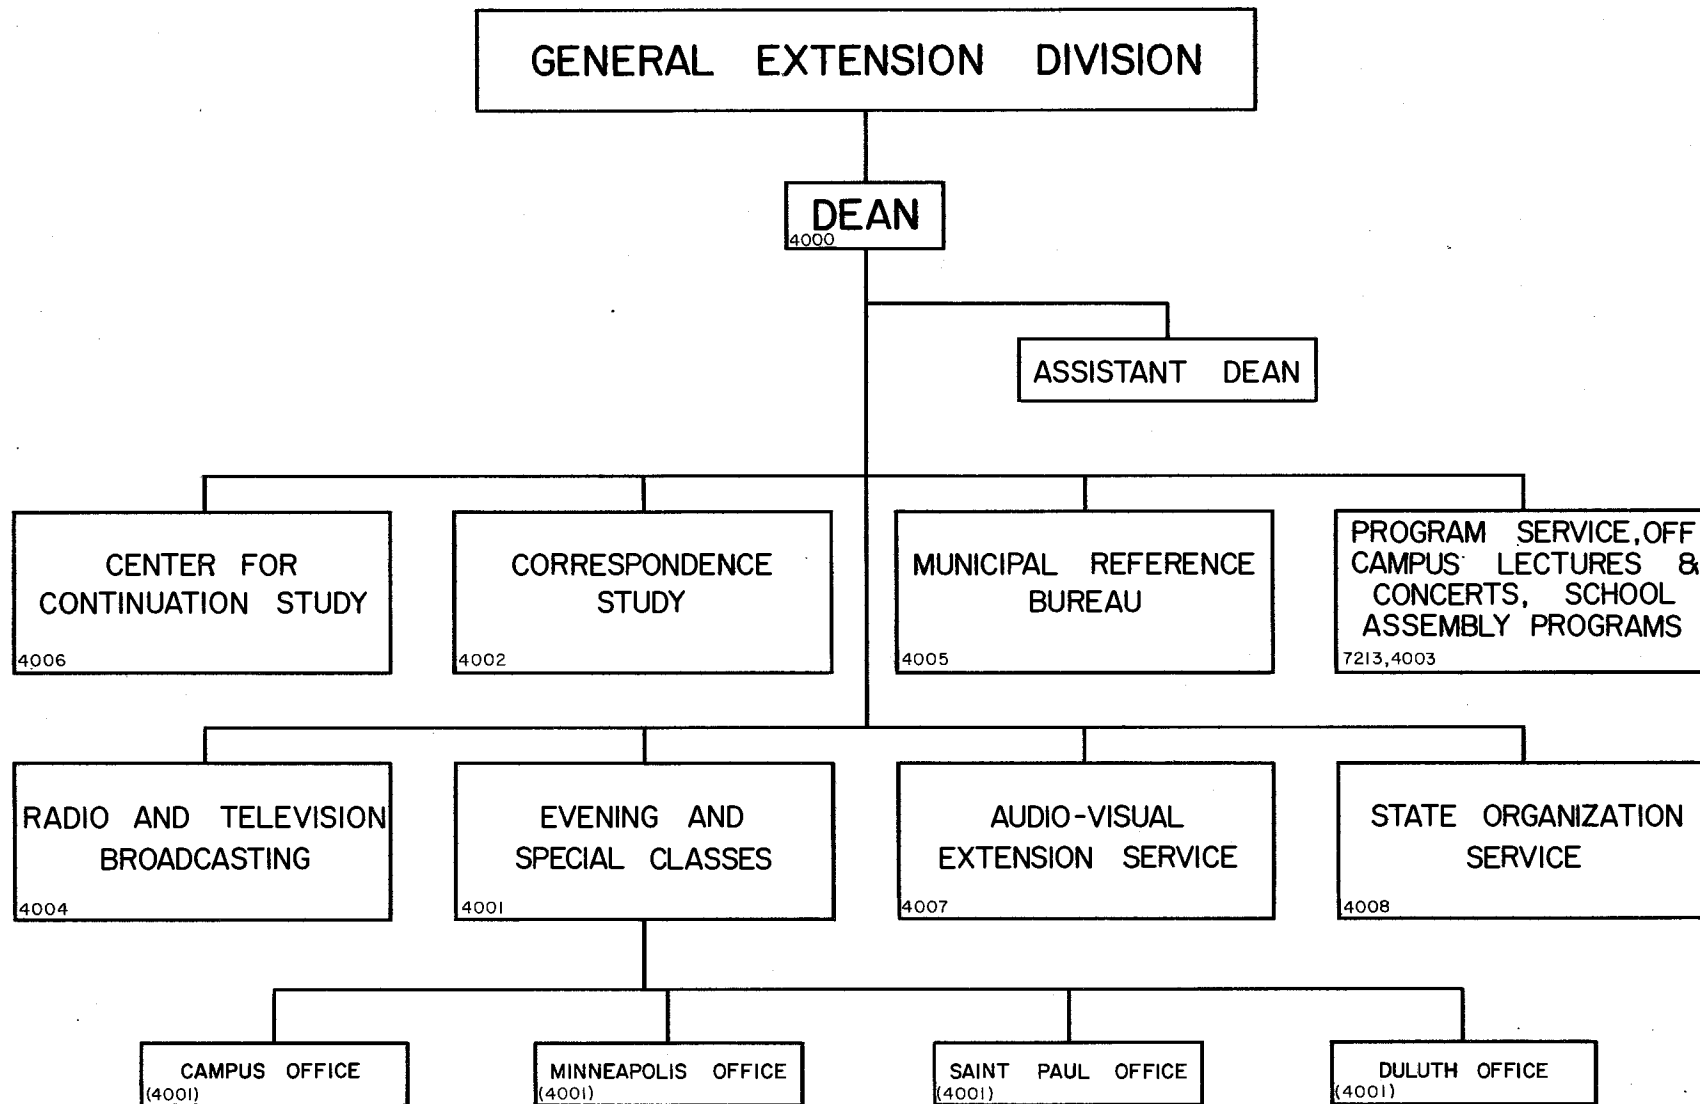 GENERAL EXTENSION DIVISION
DEAN
4000
ASSISTANT DEAN
CENTER FOR
CONTINUATION STUDY
4006
CORRESPONDENCE
STUDY
4002
MUNICIPAL REFERENCE
BUREAU
4005
PROGRAM SERVICE, OFF
CAMPUS LECTURES &
CONCERTS, SCHOOL
ASSEMBLY PROGRAMS
7213,4003
RADIO AND TELEVISION
BROADCASTING
4004
EVENING AND
SPECIAL CLASSES
4001
AUDIO-VISUAL
EXTENSION SERVICE
4007
STATE ORGANIZATION
SERVICE
4008
CAMPUS OFFICE
(4001)
MINNEAPOLIS OFFICE
(4001)
SAINT PAUL OFFICE
(4001)
DULUTH OFFICE
(4001)